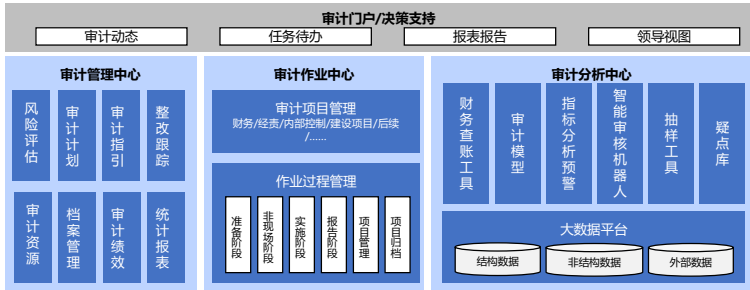 审计门户/决策支持
审计动态
任务待办
报表报告
领导视图
审计管理中心
风险评估
审计计划
审计指引
整改跟踪
审计资源
档案管理
审计绩效
统计报表
审计作业中心
审计项目管理
财务/经责/内部控制/建设项目/后续
/......
作业过程管理
准备阶段
非现场阶段
实施阶段
报告阶段
项目管理
项目归档
审计分析中心
财务查账工具
审计模型
指标分析预警
智能审核机器人
抽样工具
疑点库
大数据平台
结构数据
非结构数据
外部数据